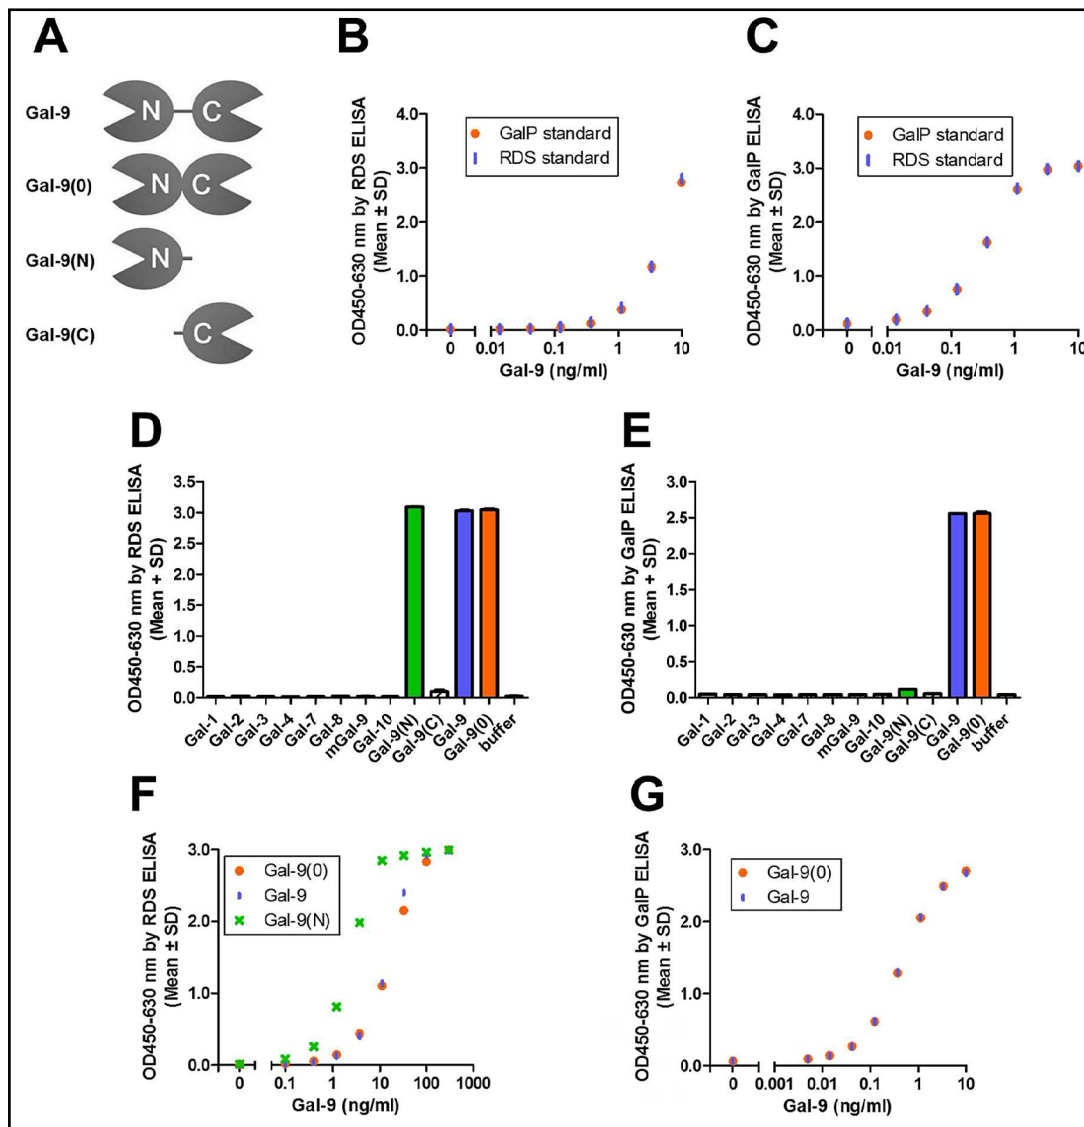 A
Gal-9
N
C
Gal-9(0)
N
C
Gal-9(N)
N
Gal-9(C)
C
B
OD450-630 nm by RDS ELISA
(Mean ± SD)
4.0
3.0
2.0
1.0
0.0
GalP standard
RDS standard
0
0.01
0.1
1
10
Gal-9 (ng/ml)
C
OD450-630 nm by GalP ELISA
(Mean ± SD)
4.0
3.0
2.0
1.0
0.0
GalP standard
RDS standard
0
0.01
0.1
1
10
Gal-9 (ng/ml)
D
OD450-630 nm by RDS ELISA
(Mean + SD)
3.5
3.0
2.5
2.0
1.5
1.0
0.5
0.0
Gal-1
Gal-2
Gal-3
Gal-4
Gal-7
Gal-8
mGal-9
Gal-10
Gal-9(N)
Gal-9(C)
Gal-9
Gal-9(0)
buffer
E
OD450-630 nm by GalP ELISA
(Mean + SD)
3.0
2.5
2.0
1.5
1.0
0.5
0.0
Gal-1
Gal-2
Gal-3
Gal-4
Gal-7
Gal-8
mGal-9
Gal-10
Gal-9(N)
Gal-9(C)
Gal-9
Gal-9(0)
buffer
F
OD450-630 nm by RDS ELISA
(Mean ± SD)
3.0
2.0
1.0
0.0
Gal-9(0)
Gal-9
Gal-9(N)
0
0.1
1
10
100
1000
Gal-9 (ng/ml)
G
OD450-630 nm by GalP ELISA
(Mean ± SD)
3.0
2.0
1.0
0.0
Gal-9(0)
Gal-9
0
0.001
0.01
0.1
1
10
Gal-9 (ng/ml)